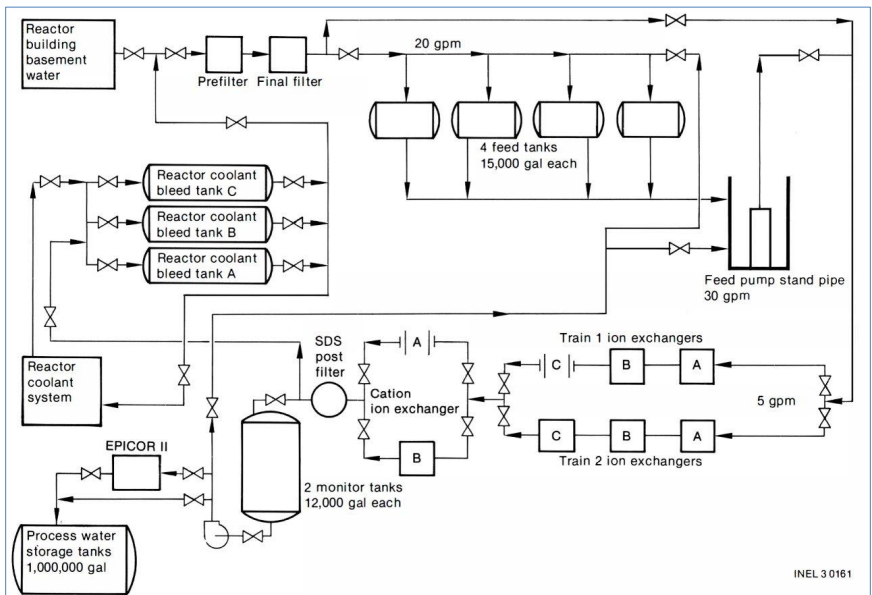 Reactor
building
basement
water
Prefilter
Final filter
20 gpm
4 feed tanks
15,000 gal each
Reactor coolant
bleed tank C
Reactor coolant
bleed tank B
Reactor coolant
bleed tank A
Feed pump stand pipe
30 gpm
Reactor
coolant
system
SDS
post
filter
A
Cation
ion exchanger
B
Train 1 ion exchangers
C
B
A
5 gpm
C
B
A
Train 2 ion exchangers
EPICOR II
2 monitor tanks
12,000 gal each
Process water
storage tanks
1,000,000 gal
INEL 3 0161